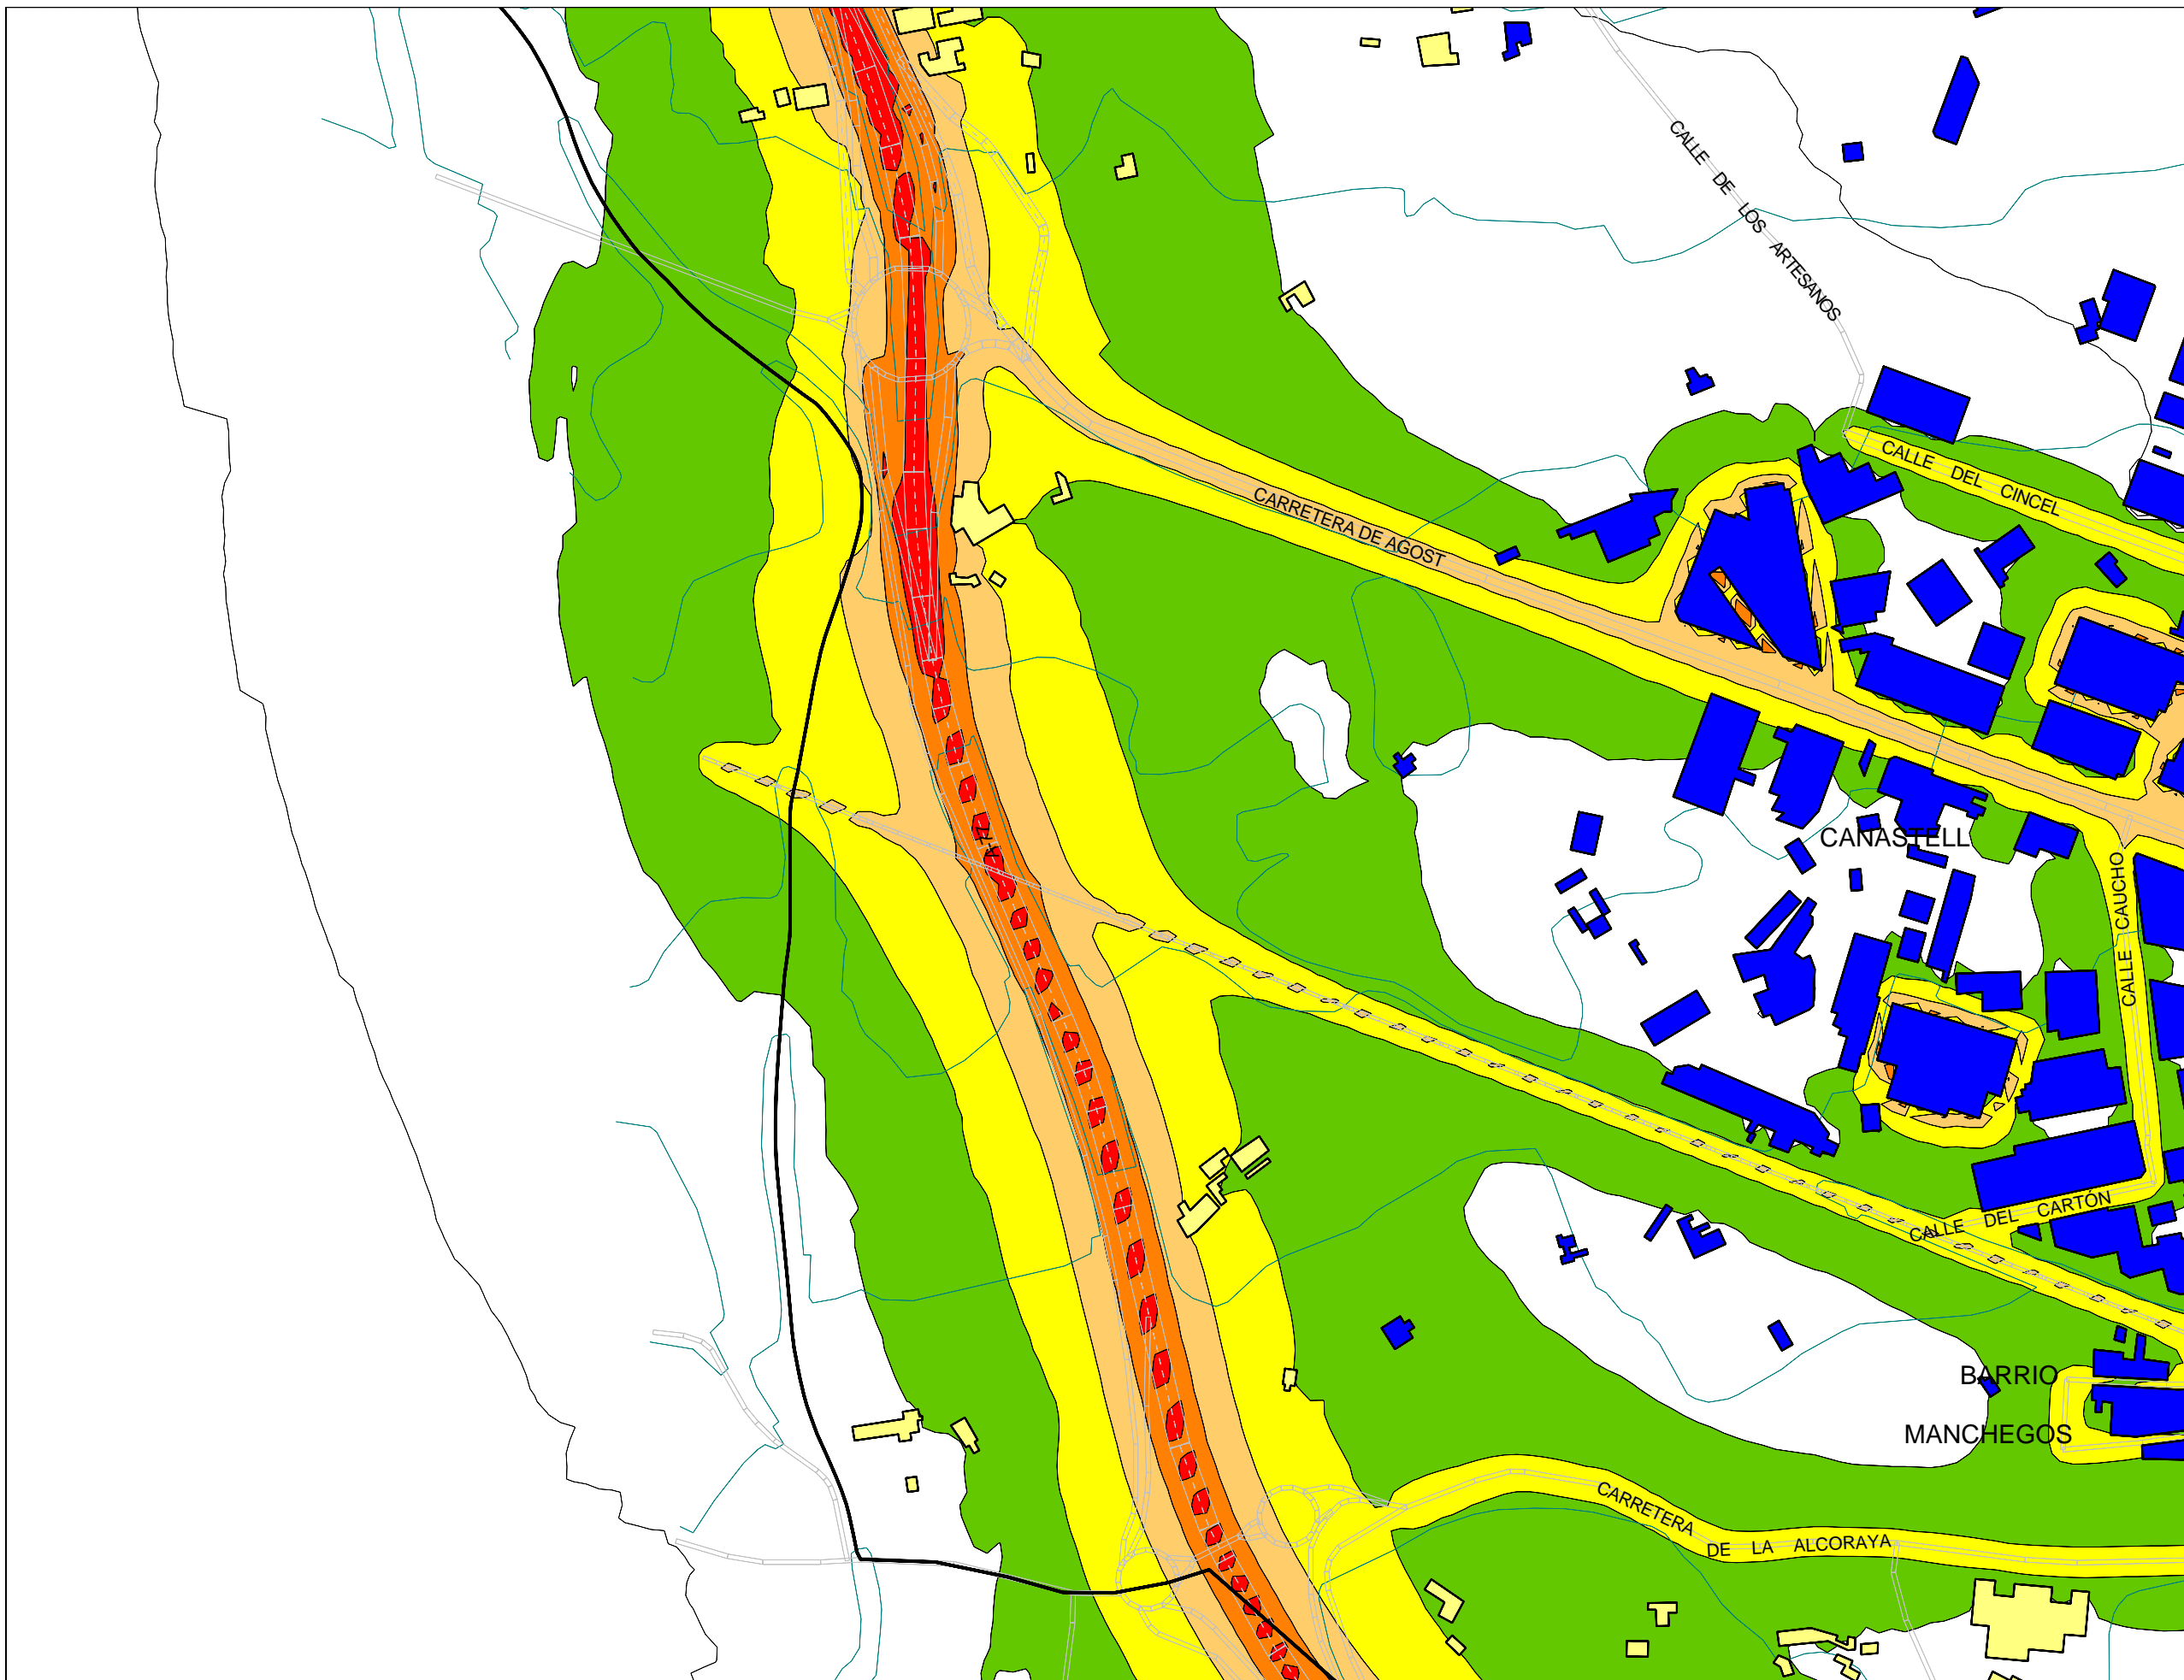 CALLE DE LOS ARTESANOS
CALLE DEL CINCEL
CARRETERA DE AGOST
A-77
CANASTELL
CALLE CAUCHO
CALLE DEL CARTÓN
BARRIO
MANCHEGOS
CARRETERA
DE LA ALCORAYA